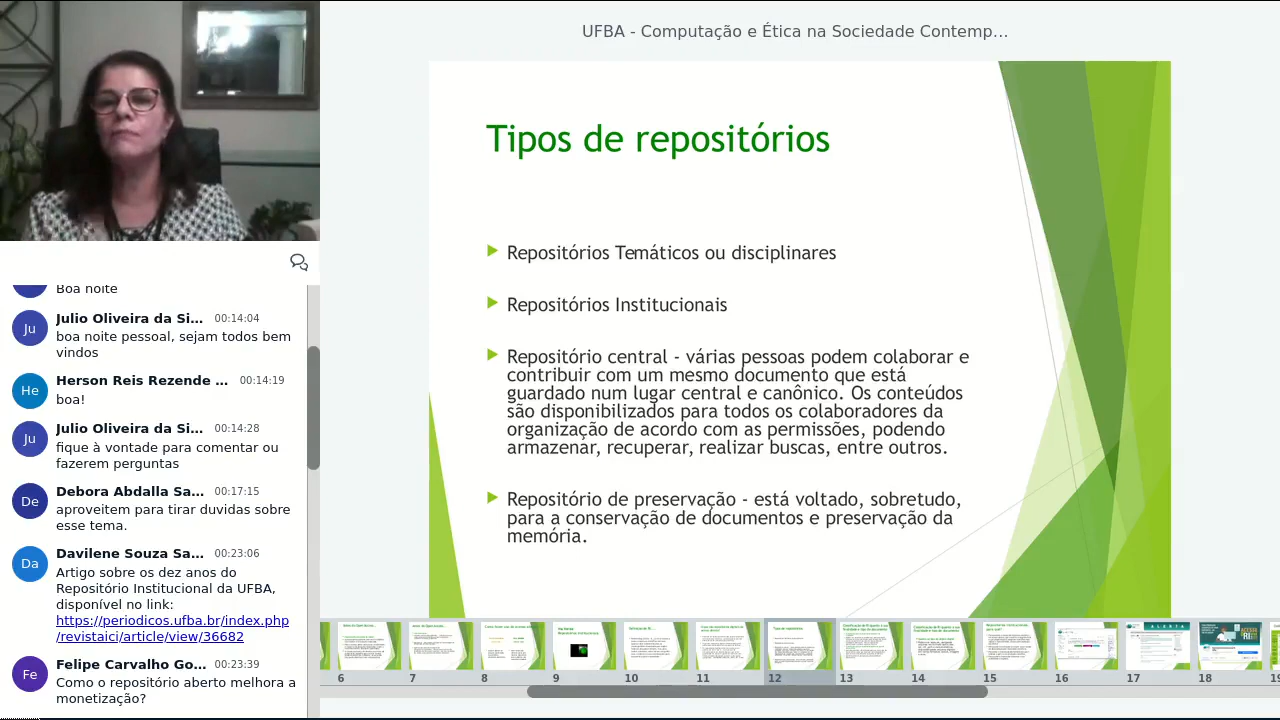 UFBA - Computação e Ética na Sociedade Contemp...
Tipos de repositórios
Repositórios Temáticos ou disciplinares
Repositórios Institucionais
Repositório central - várias pessoas podem colaborar e
contribuir com um mesmo documento que está
guardado num lugar central e canônico. Os conteúdos
são disponibilizados para todos os colaboradores da
organização de acordo com as permissões, podendo
armazenar, recuperar, realizar buscas, entre outros.
Repositório de preservação - está voltado, sobretudo,
para a conservação de documentos e preservação da
memória.
Boa noite
Ju
Julio Oliveira da Si... 00:14:04
boa noite pessoal, sejam todos bem
vindos
He
Herson Reis Rezende ... 00:14:19
boa!
Ju
Julio Oliveira da Si... 00:14:28
fique à vontade para comentar ou
fazerem perguntas
De
Debora Abdalla Sa... 00:17:15
aproveitem para tirar duvidas sobre
esse tema.
Da
Davilene Souza Sa... 00:23:06
Artigo sobre os dez anos do
Repositório Institucional da UFBA,
disponível no link:
https://periodicos.ufba.br/index.php
/revistaici/article/view/36682
Fe
Felipe Carvalho Go... 00:23:39
Como o repositório aberto melhora a
monetização?
6 7 8 9 10 11 12 13 14 15 16 17 18 19